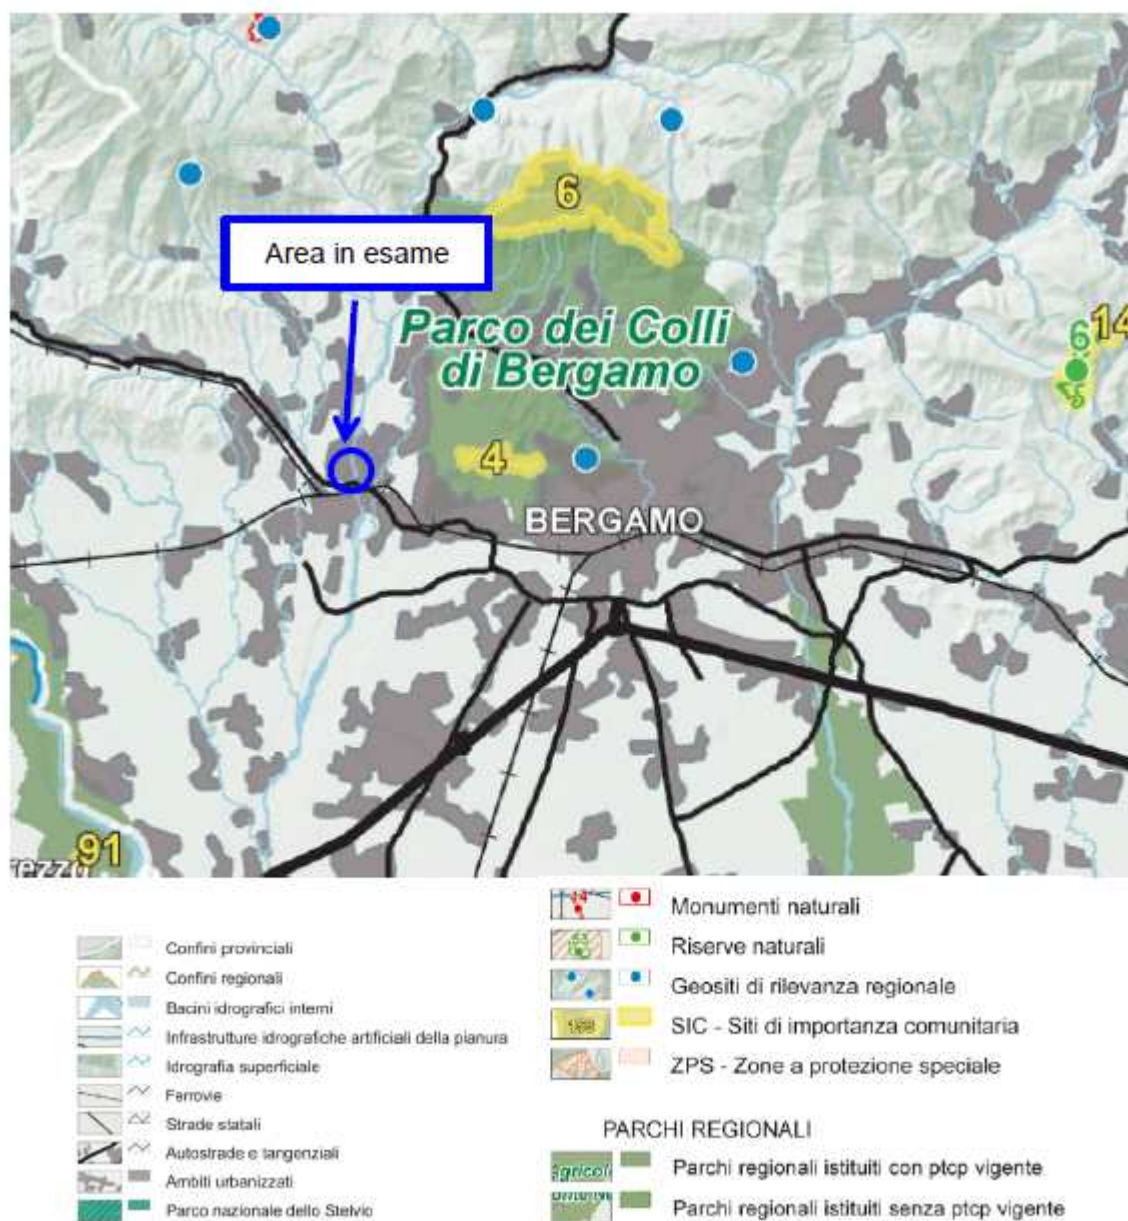 6
Area in esame
Parco dei Colli
di Bergamo
14
6
4
BERGAMO
91
rezzo
Confini provinciali
Confini regionali
Bacini idrografici interni
Infrastrutture idrografiche artificiali della pianura
Idrografia superficiale
Ferrovie
Strade statali
Autostrade e tangenziali
Ambiti urbanizzati
Parco nazionale dello Stelvio
Monumenti naturali
Riserve naturali
Geositi di rilevanza regionale
SIC - Siti di importanza comunitaria
ZPS - Zone a protezione speciale
PARCHI REGIONALI
Parchi regionali istituiti con ptcp vigente
Parchi regionali istituiti senza ptcp vigente